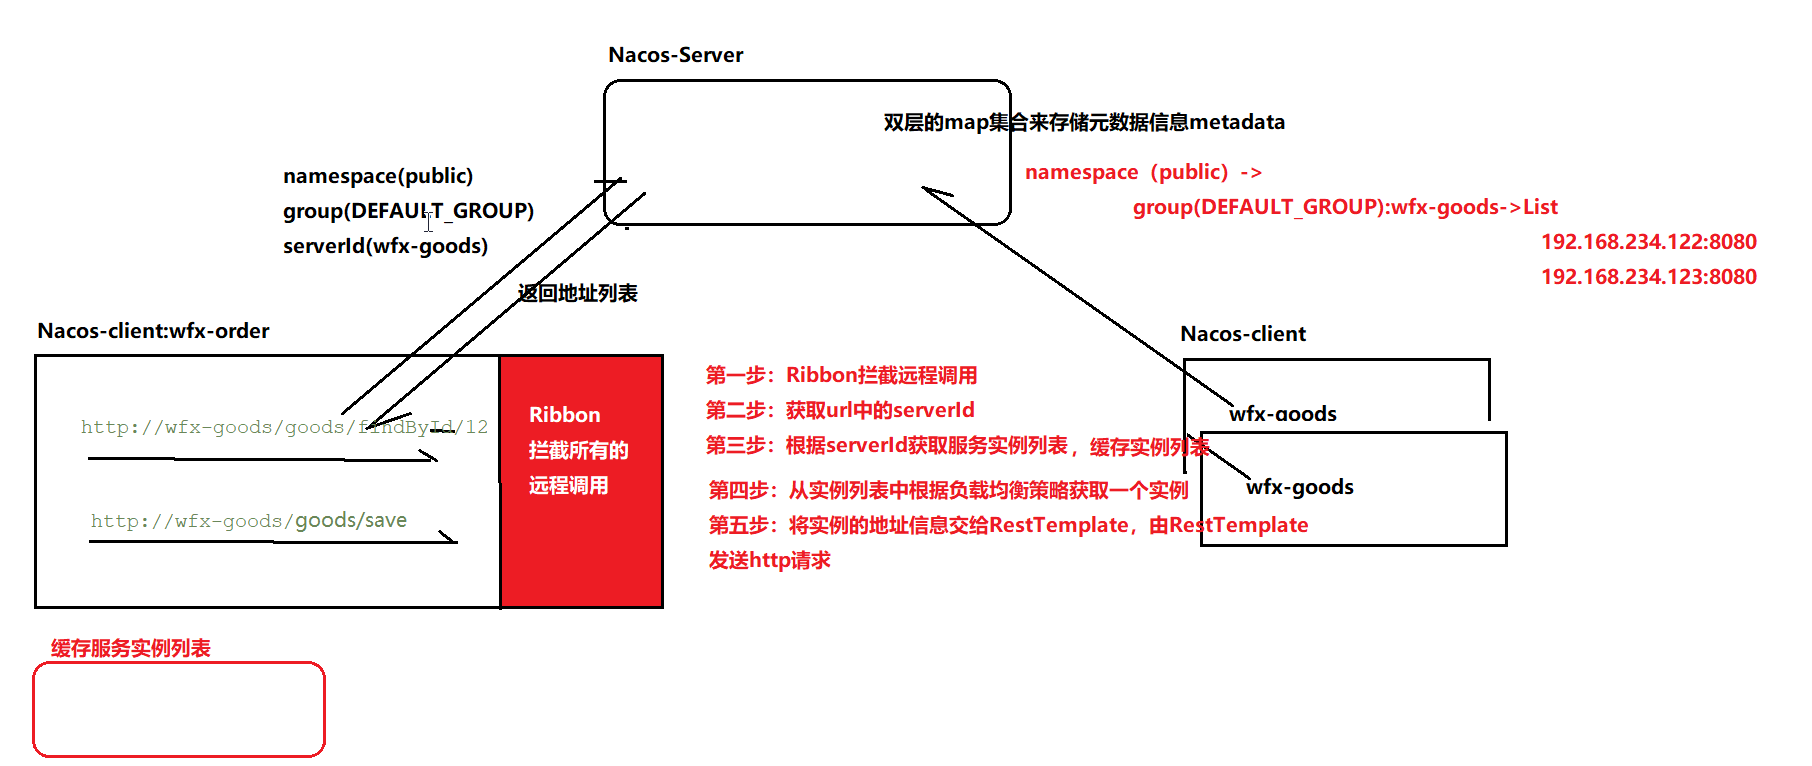 Nacos-Server
双层的map集合来存储元数据信息metadata
namespace(public)
group(DEFAULT_GROUP)
serverId(wfx-goods)
namespace（public）->
group(DEFAULT_GROUP):wfx-goods->List
192.168.234.122:8080
192.168.234.123:8080
返回地址列表
Nacos-client:wfx-order
http://wfx-goods/goods/findById/12
http://wfx-goods/goods/save
Ribbon
拦截所有的
远程调用
第一步：Ribbon拦截远程调用
第二步：获取url中的serverId
第三步：根据serverId获取服务实例列表，缓存实例列表
第四步：从实例列表中根据负载均衡策略获取一个实例
第五步：将实例的地址信息交给RestTemplate，由RestTemplate
发送http请求
Nacos-client
wfx-goods
wfx-goods
缓存服务实例列表